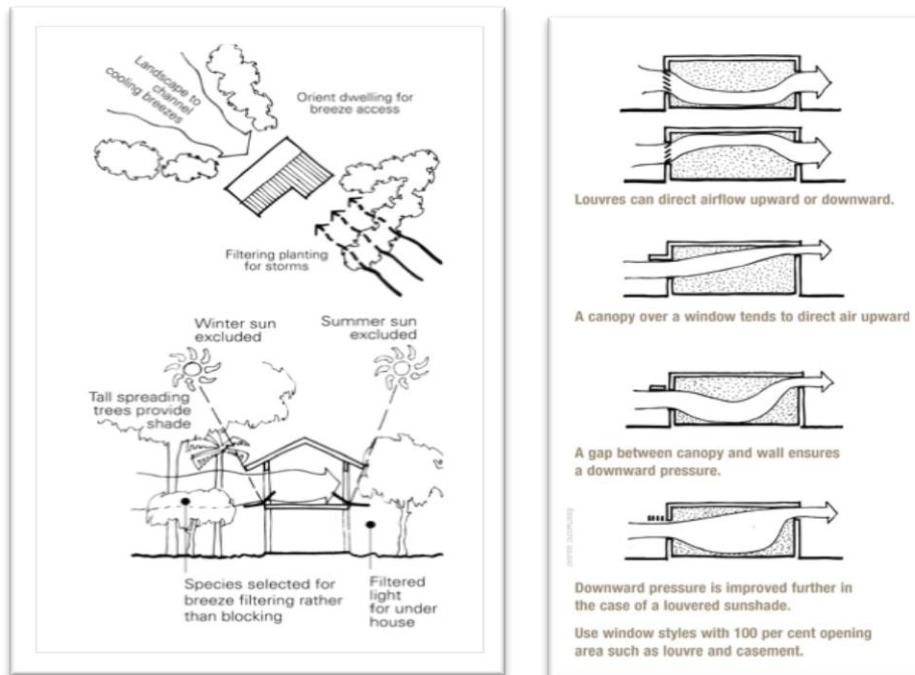 Landscape to
channel
cooling breezes
Orient dwelling for
breeze access
Filtering planting
for storms
Winter sun
excluded
Summer sun
excluded
Tall spreading
trees provide
shade
Species selected for
breeze filtering rather
than blocking
Filtered
light
for under
house
Louvres can direct airflow upward or downward.
A canopy over a window tends to direct air upward
A gap between canopy and wall ensures
a downward pressure.
Downward pressure is improved further in
the case of a louvered sunshade.
Use window styles with 100 per cent opening
area such as louvre and casement.